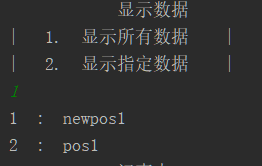 显示数据
| 1. 显示所有数据 |
| 2. 显示指定数据 |
1
1 : newpos1
2 : pos1